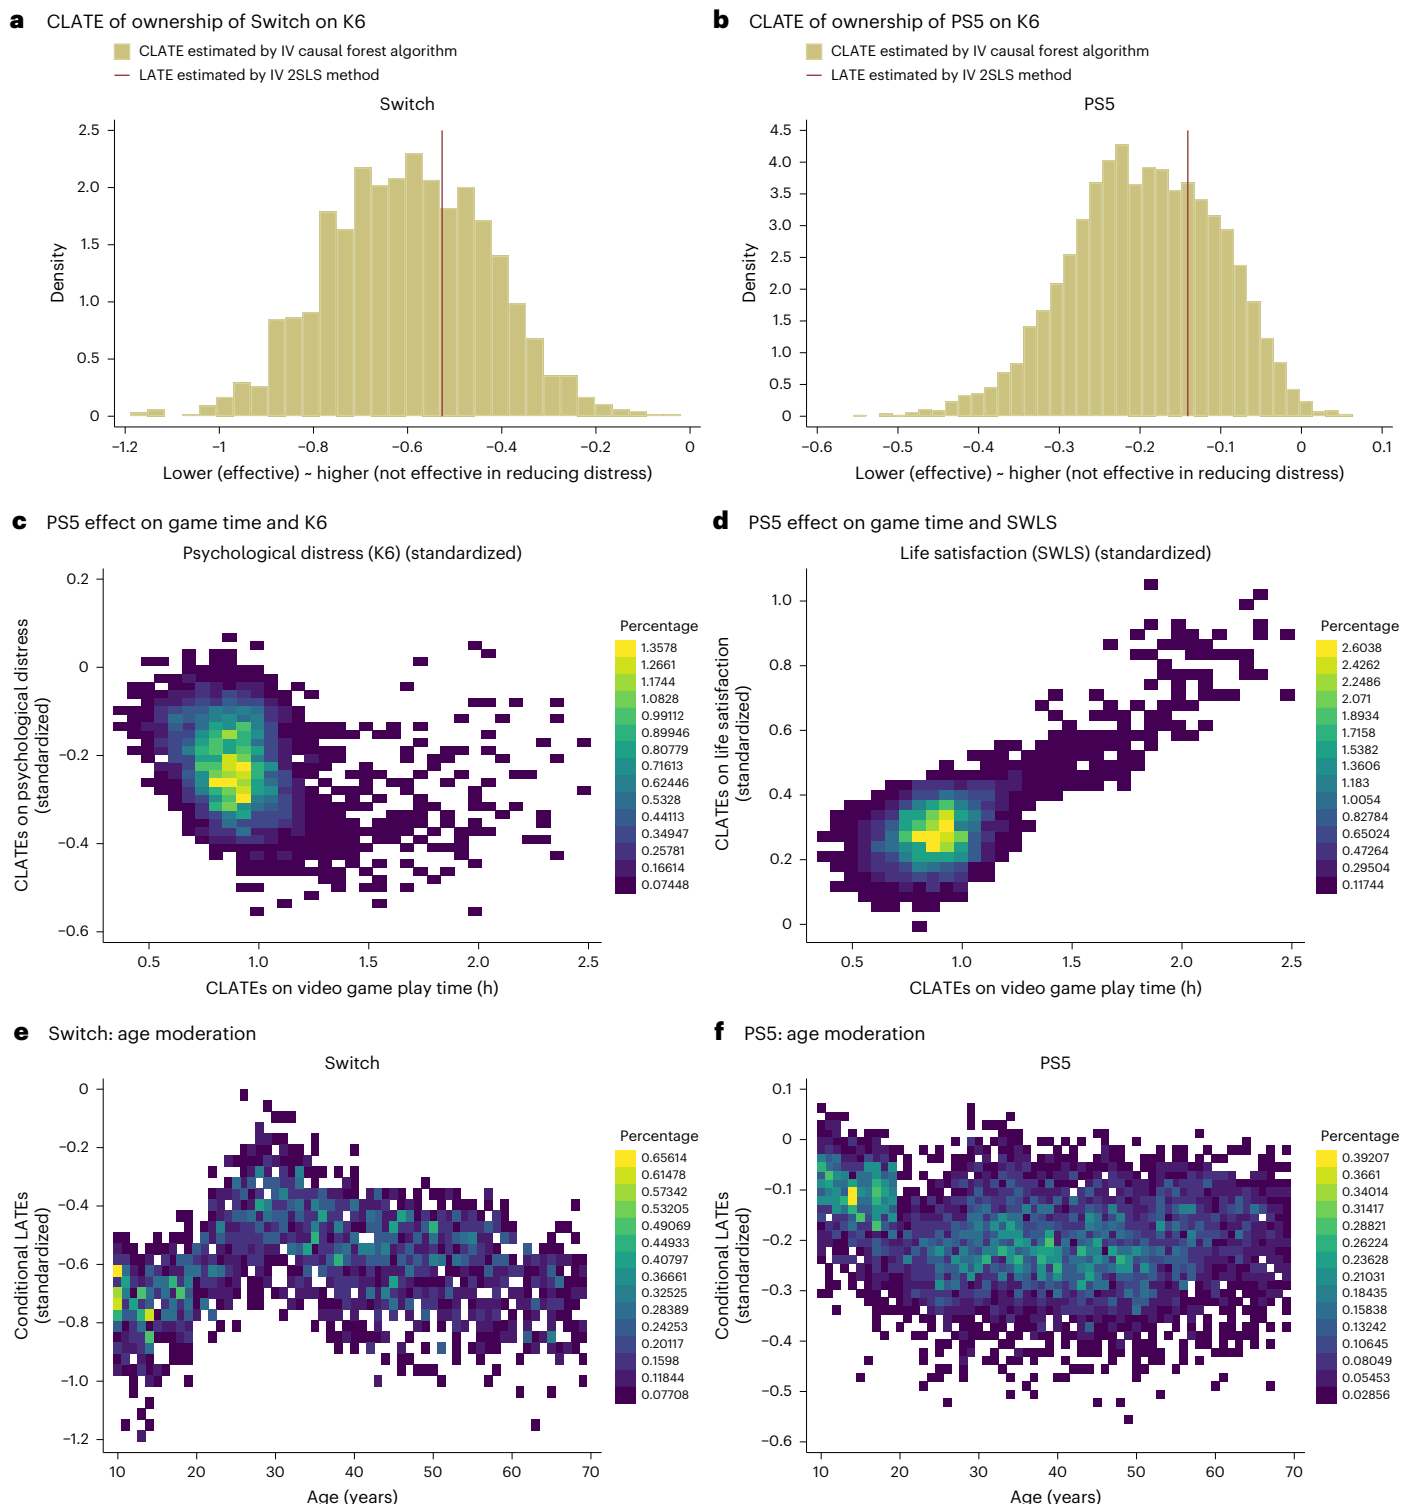 a CLATE of ownership of Switch on K6
CLATE estimated by IV causal forest algorithm
LATE estimated by IV 2SLS method
Switch
2.5
2.0
1.5
1.0
0.5
0
Density
−1.2 −1 −0.8 −0.6 −0.4 −0.2 0
Lower (effective) ~ higher (not effective in reducing distress)
b CLATE of ownership of PS5 on K6
CLATE estimated by IV causal forest algorithm
LATE estimated by IV 2SLS method
PS5
4.5
4.0
3.5
3.0
2.5
2.0
1.5
1.0
0.5
0
Density
−0.6 −0.5 −0.4 −0.3 −0.2 −0.1 0 0.1
Lower (effective) ~ higher (not effective in reducing distress)
c PS5 effect on game time and K6
Psychological distress (K6) (standardized)
0.2
0
−0.2
−0.4
−0.6
CLATEs on psychological distress
(standardized)
0.5 1.0 1.5 2.0 2.5
CLATEs on video game play time (h)
Percentage
1.3578
1.2661
1.1744
1.0828
0.99112
0.89946
0.80779
0.71613
0.62446
0.5328
0.44113
0.34947
0.25781
0.16614
0.07448
d PS5 effect on game time and SWLS
Life satisfaction (SWLS) (standardized)
1.0
0.8
0.6
0.4
0.2
0
CLATEs on life satisfaction
(standardized)
0.5 1.0 1.5 2.0 2.5
CLATEs on video game play time (h)
Percentage
2.6038
2.4262
2.2486
2.071
1.8934
1.7158
1.5382
1.3606
1.183
1.0054
0.82784
0.65024
0.47264
0.29504
0.11744
e Switch: age moderation
Switch
0
−0.2
−0.4
−0.6
−0.8
−1.0
−1.2
Conditional LATEs
(standardized)
10 20 30 40 50 60 70
Age (years)
Percentage
0.65614
0.61478
0.57342
0.53205
0.49069
0.44933
0.40797
0.36661
0.32525
0.28389
0.24253
0.20117
0.1598
0.11844
0.07708
f PS5: age moderation
PS5
0.1
0
−0.1
−0.2
−0.3
−0.4
−0.5
−0.6
Conditional LATEs
(standardized)
10 20 30 40 50 60 70
Age (years)
Percentage
0.39207
0.3661
0.34014
0.31417
0.28821
0.26224
0.23628
0.21031
0.18435
0.15838
0.13242
0.10645
0.08049
0.05453
0.02856